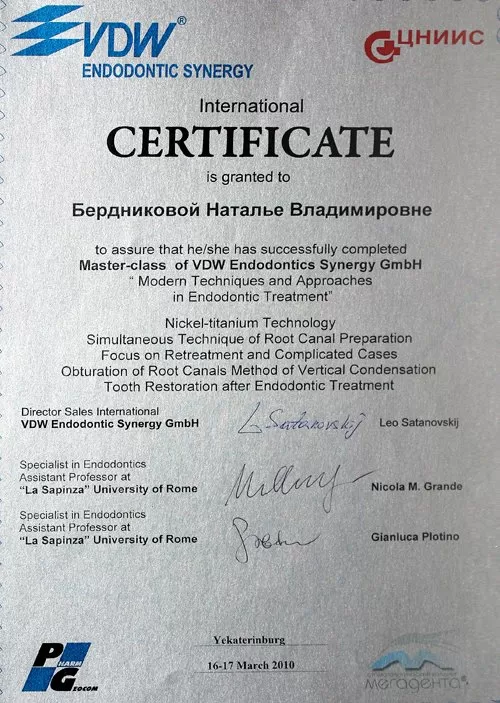 VDW®
ENDODONTIC SYNERGY
ЦНИИС
International
CERTIFICATE
is granted to
Бердниковой Наталье Владимировне
to assure that he/she has successfully completed
Master-class of VDW Endodontics Synergy GmbH
“ Modern Techniques and Approaches
in Endodontic Treatment”
Nickel-titanium Technology
Simultaneous Technique of Root Canal Preparation
Focus on Retreatment and Complicated Cases
Obturation of Root Canals Method of Vertical Condensation
Tooth Restoration after Endodontic Treatment
Director Sales International
VDW Endodontic Synergy GmbH
L Satanovskij
Leo Satanovskij
Specialist in Endodontics
Assistant Professor at
“La Sapinza” University of Rome
Nicola M. Grande
Specialist in Endodontics
Assistant Professor at
“La Sapinza” University of Rome
Gianluca Plotino
Yekaterinburg
16-17 March 2010
PHARM
GEOCOM
мегадента®